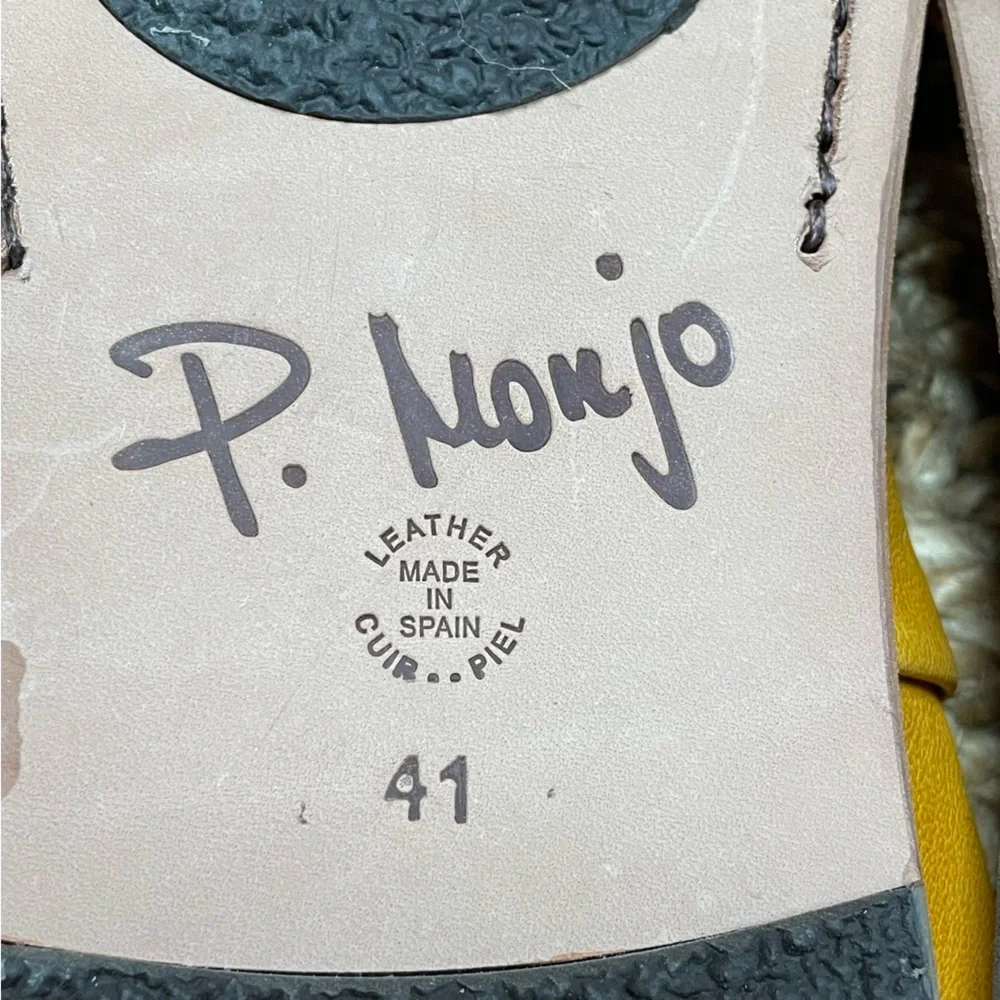 P. Monjo
LEATHER
MADE
IN
SPAIN
CUIR..PIEL
41